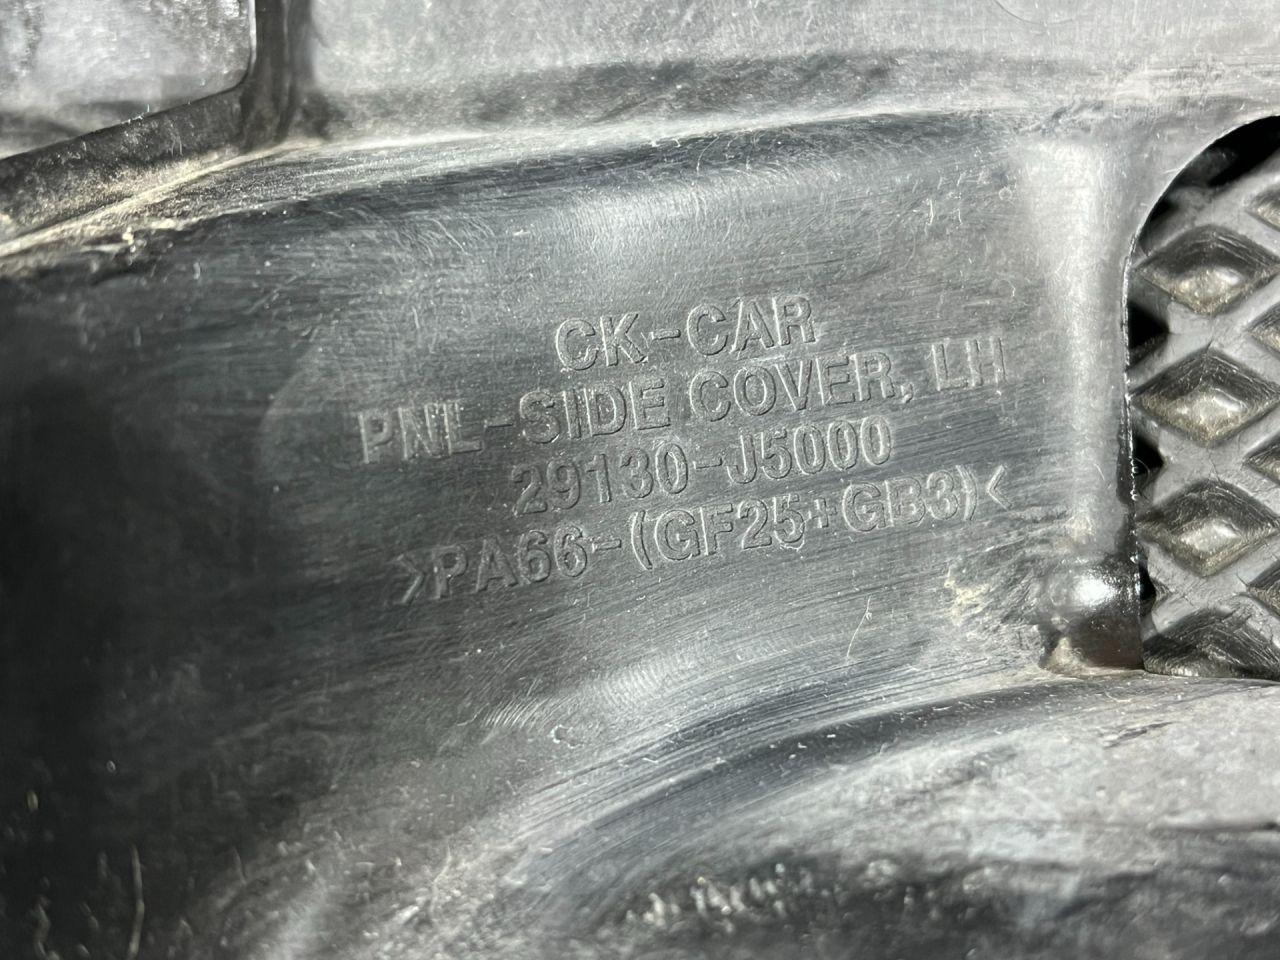 CK-CAR
PNL-SIDE COVER, LH
29130-J5000
>PA66-(GF25+GB3)<